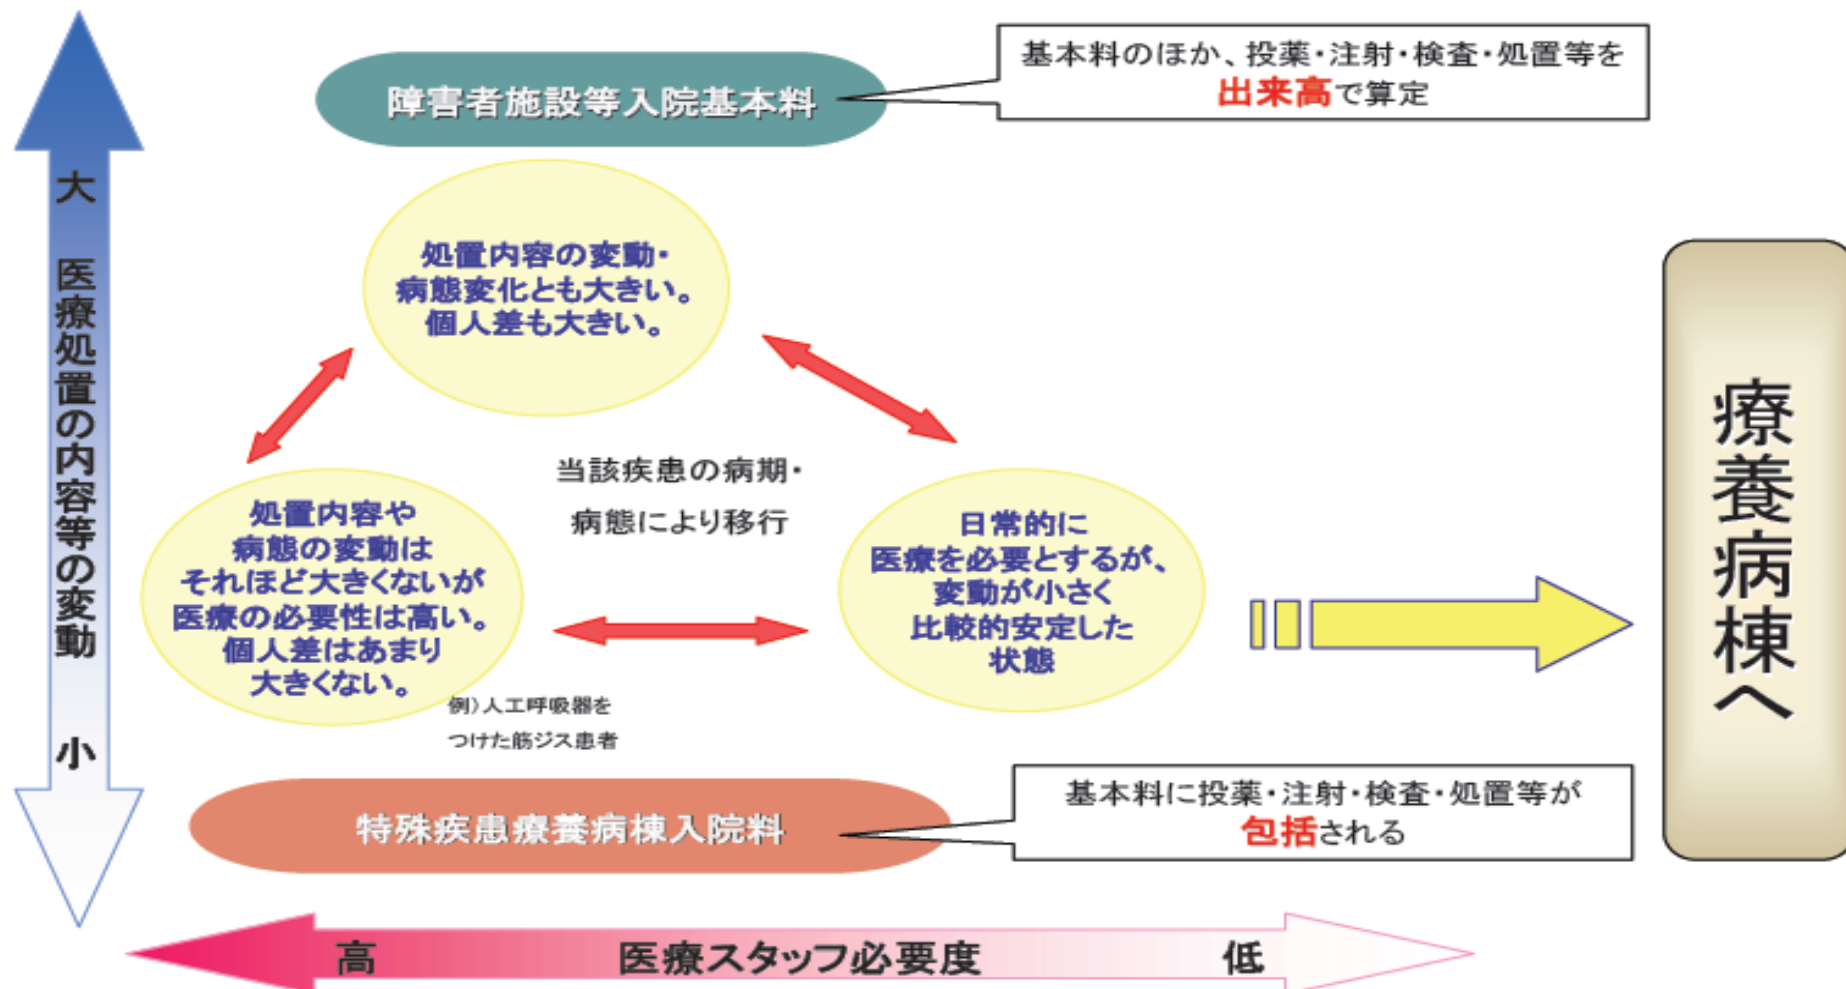 障害者施設等入院基本料
基本料のほか、投薬・注射・検査・処置等を
出来高で算定
大 医療処置の内容等の変動 小
処置内容の変動・
病態変化とも大きい。
個人差も大きい。
当該疾患の病期・
病態により移行
処置内容や
病態の変動は
それほど大きくないが
医療の必要性は高い。
個人差はあまり
大きくない。
例）人工呼吸器を
つけた筋ジス患者
日常的に
医療を必要とするが、
変動が小さく
比較的安定した
状態
療養病棟へ
特殊疾患療養病棟入院料
基本料に投薬・注射・検査・処置等が
包括される
高 医療スタッフ必要度 低